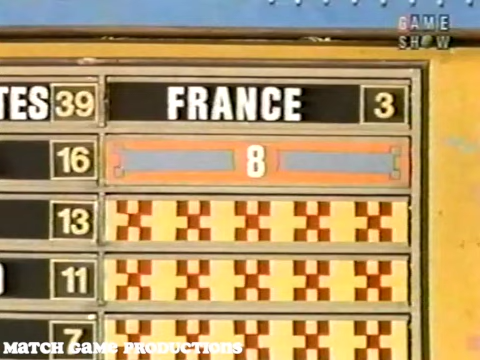 GAME
SHOW
TES 39 FRANCE 3
16 8
13
11
7
MATCH GAME PRODUCTIONS